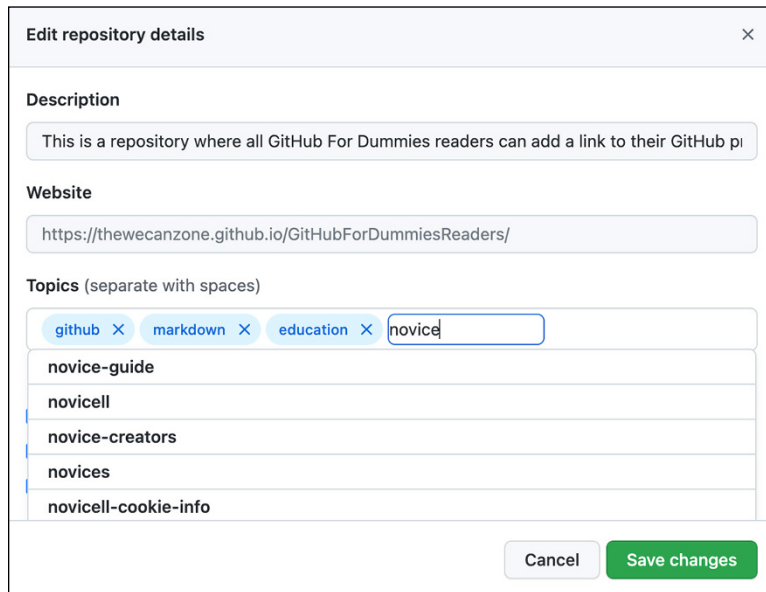 Edit repository details
Description
This is a repository where all GitHub For Dummies readers can add a link to their GitHub
Website
https://thewecanzone.github.io/GitHubForDummiesReaders/
Topics (separate with spaces)
github markdown education novice
novice-guide
novicell
novice-creators
novices
novicell-cookie-info
Cancel Save changes